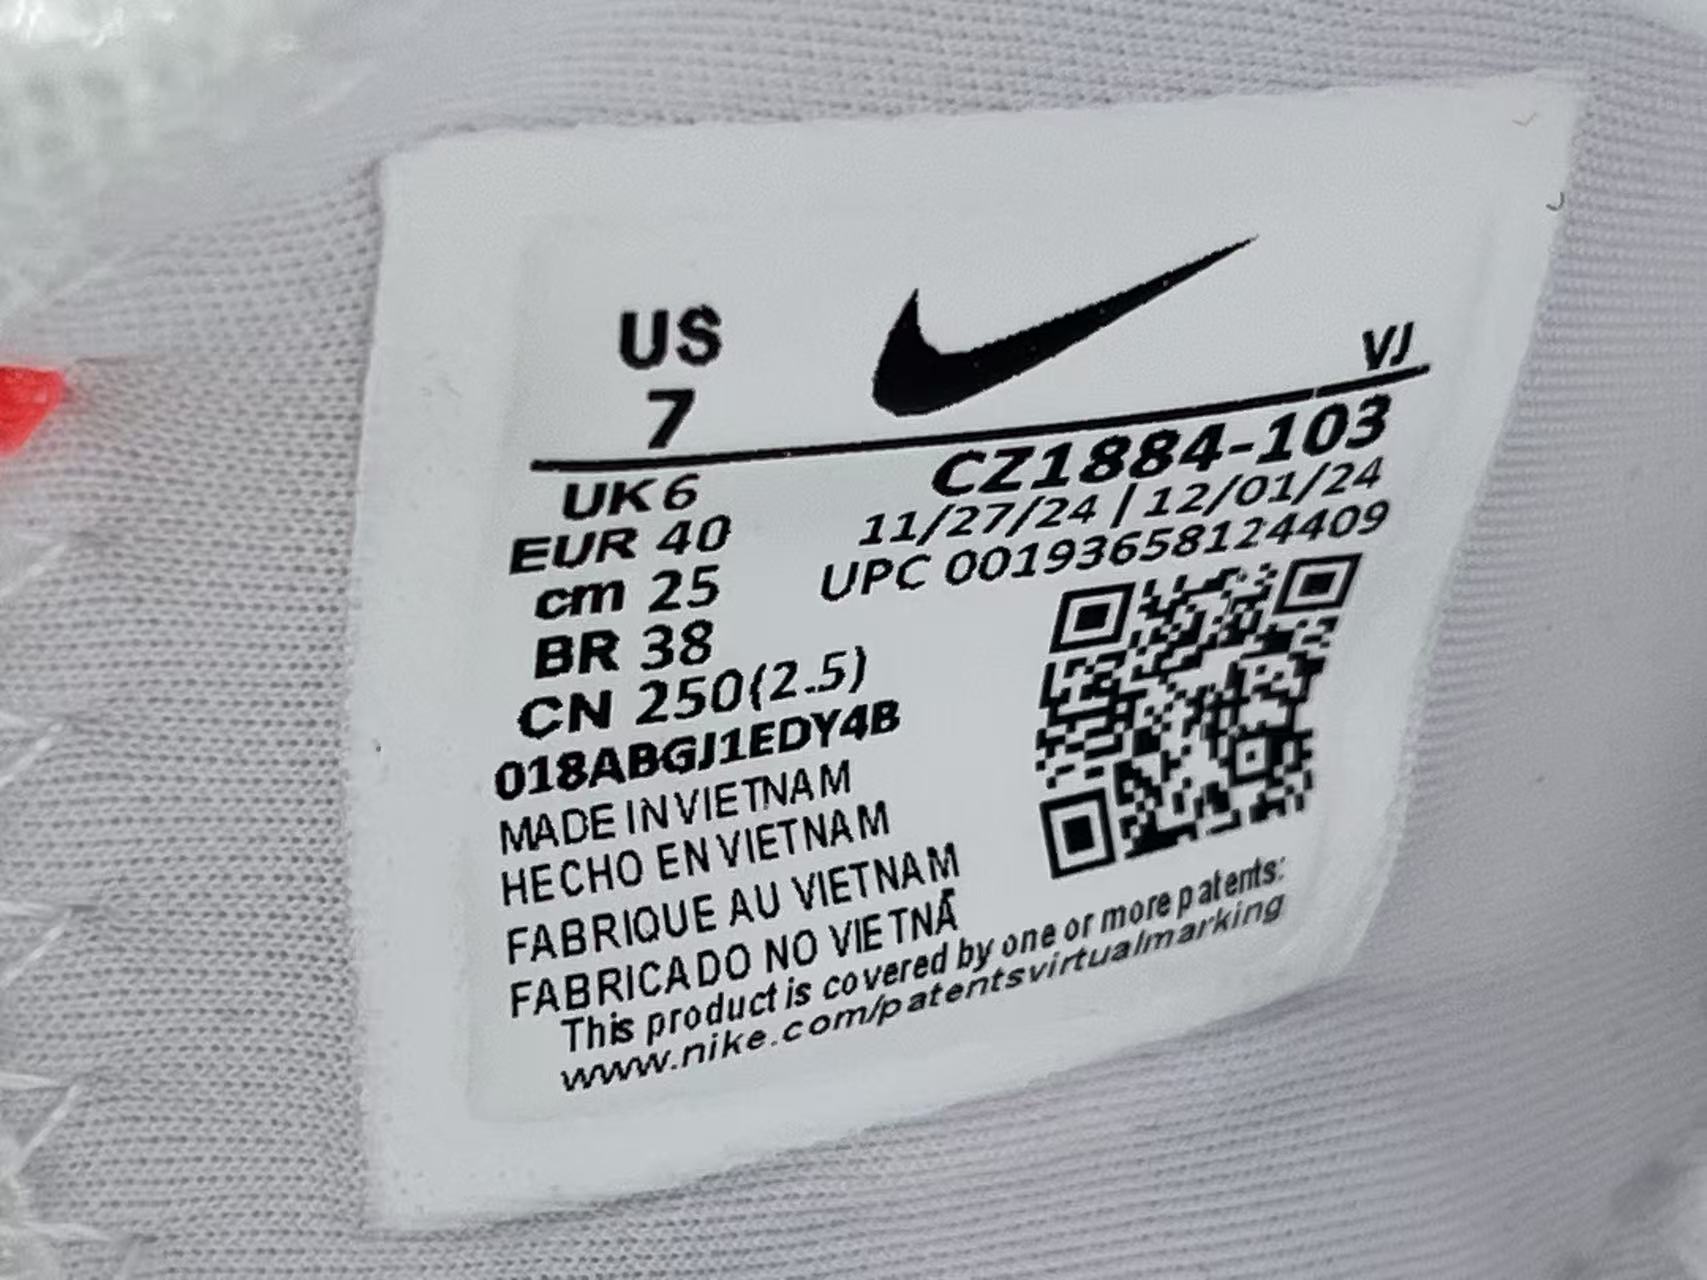 US
7
VJ
UK 6
EUR 40
cm 25
BR 38
CN 250(2.5)
CZ1884-103
11/27/24 | 12/01/24
UPC 00193658124409
018ABGJ1EDY4B
MADE IN VIETNAM
HECHO EN VIETNAM
FABRIQUE AU VIETNAM
FABRICADO NO VIETNÃ
This product is covered by one or more patents:
www.nike.com/patentsvirtualmarking